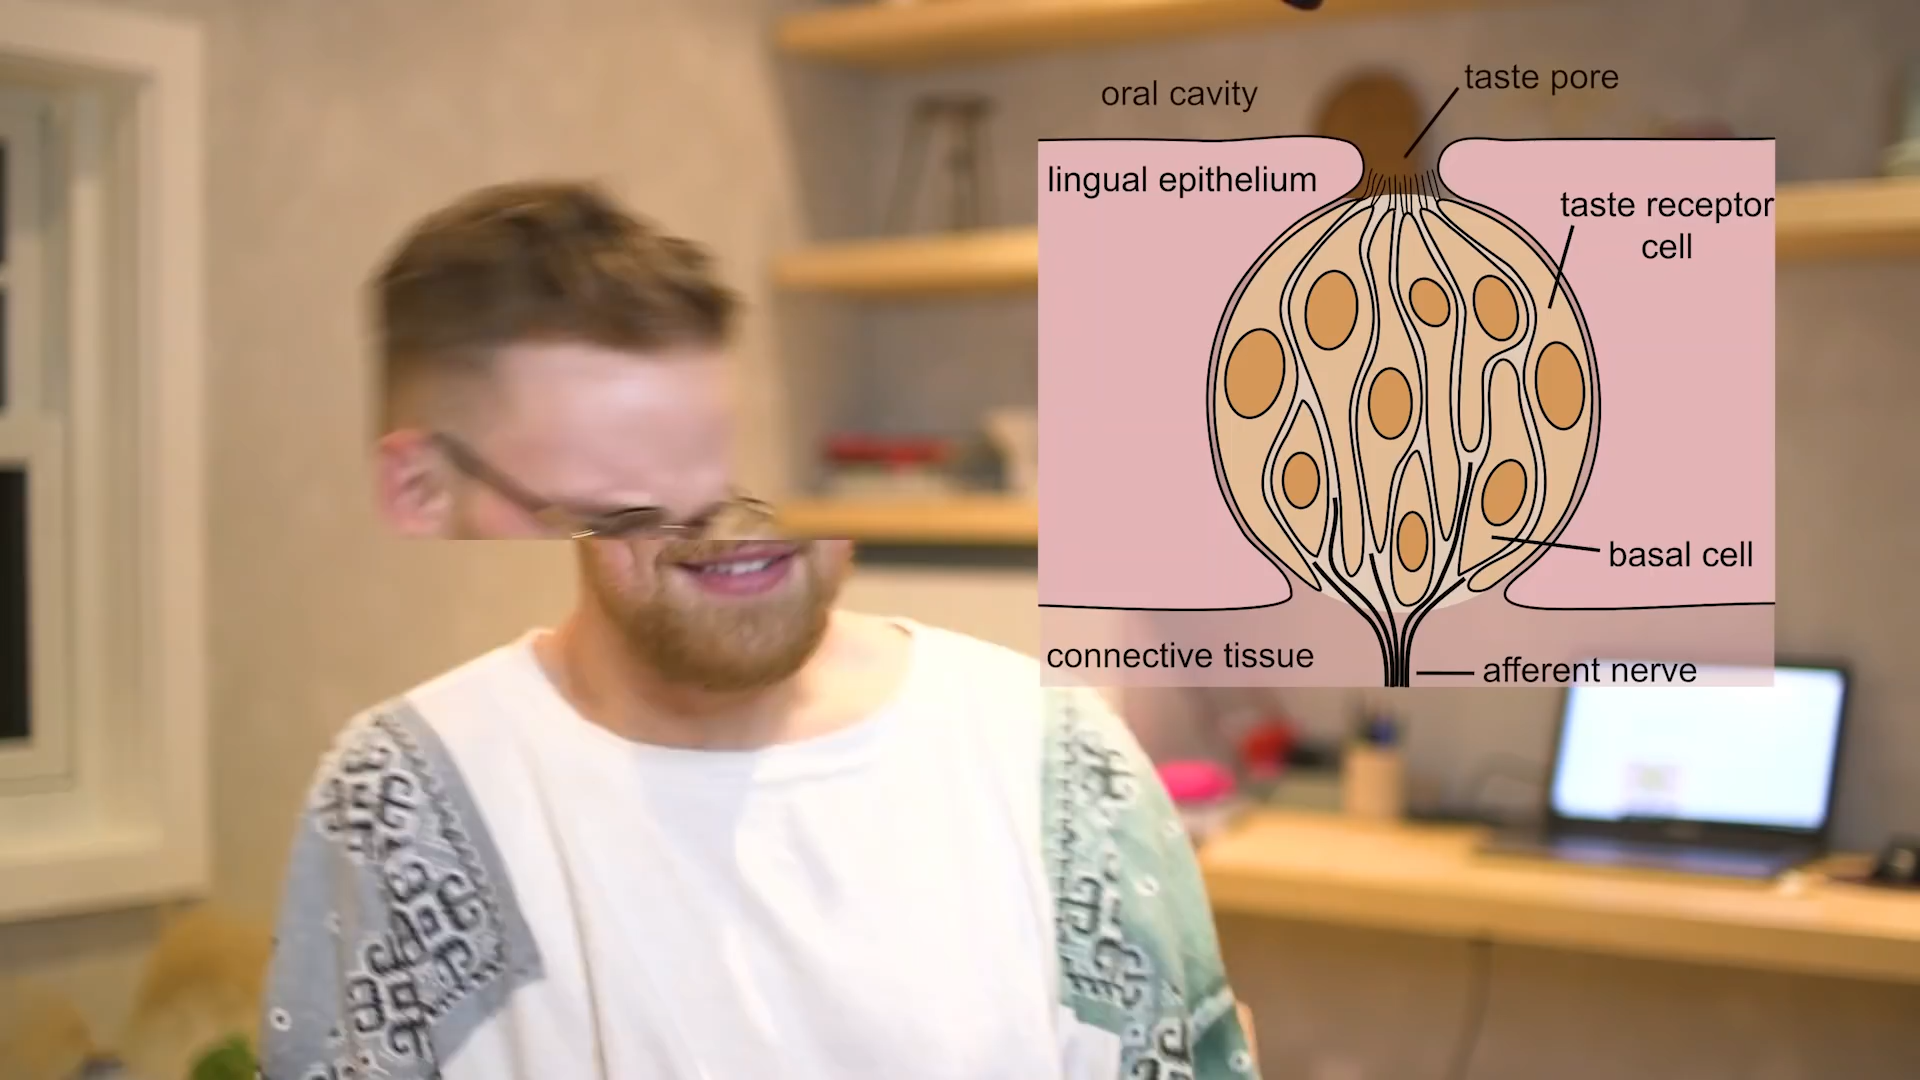 oral cavity
taste pore
lingual epithelium
taste receptor
cell
basal cell
connective tissue
afferent nerve